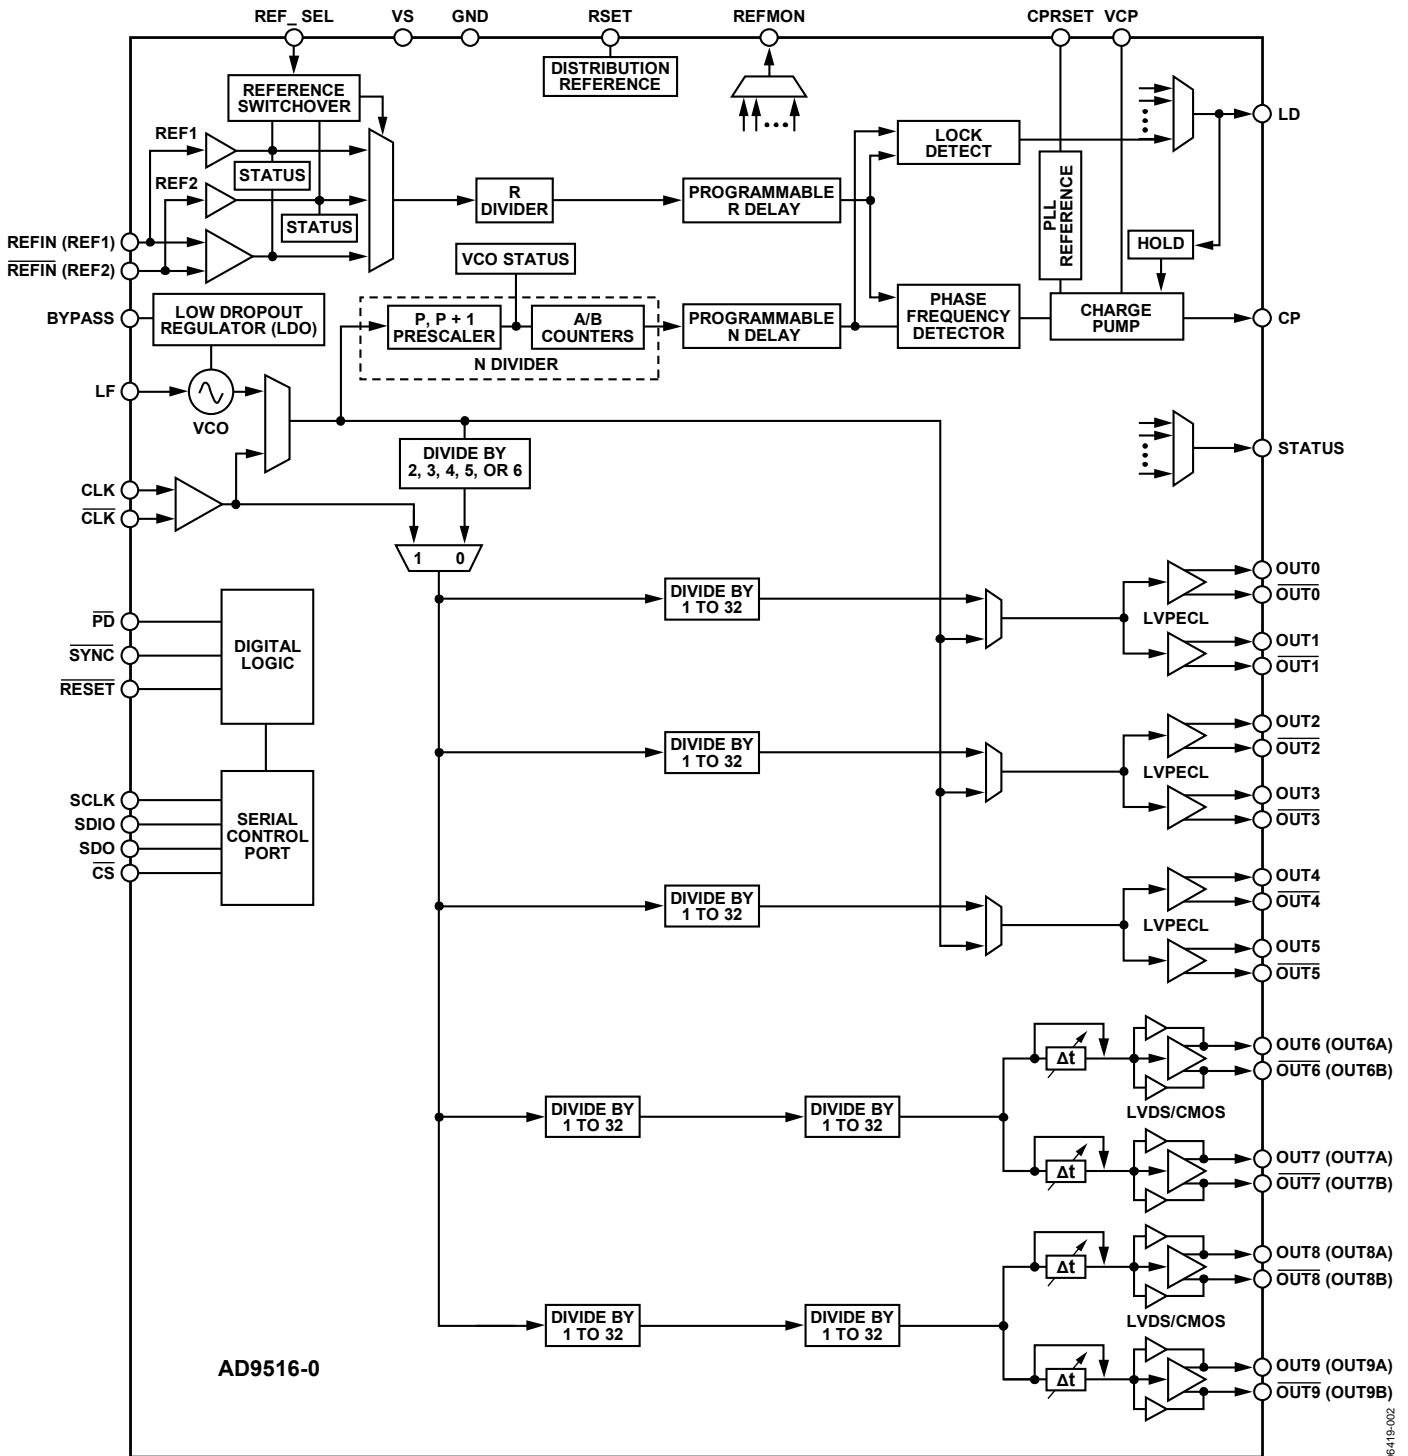 REF_ SEL
VS
GND
RSET
REFMON
CPRSET
VCP
REFERENCE
SWITCHOVER
DISTRIBUTION
REFERENCE
REF1
STATUS
REF2
STATUS
REFIN (REF1)
REFIN (REF2)
R
DIVIDER
PROGRAMMABLE
R DELAY
LOCK
DETECT
PLL
REFERENCE
LD
HOLD
VCO STATUS
BYPASS
LOW DROPOUT
REGULATOR (LDO)
P, P + 1
PRESCALER
A/B
COUNTERS
N DIVIDER
PROGRAMMABLE
N DELAY
PHASE
FREQUENCY
DETECTOR
CHARGE
PUMP
CP
LF
VCO
DIVIDE BY
2, 3, 4, 5, OR 6
STATUS
CLK
CLK
1 0
PD
SYNC
RESET
DIGITAL
LOGIC
SCLK
SDIO
SDO
CS
SERIAL
CONTROL
PORT
DIVIDE BY
1 TO 32
LVPECL
OUT0
OUT0
OUT1
OUT1
DIVIDE BY
1 TO 32
LVPECL
OUT2
OUT2
OUT3
OUT3
DIVIDE BY
1 TO 32
LVPECL
OUT4
OUT4
OUT5
OUT5
DIVIDE BY
1 TO 32
DIVIDE BY
1 TO 32
Δt
Δt
LVDS/CMOS
OUT6 (OUT6A)
OUT6 (OUT6B)
OUT7 (OUT7A)
OUT7 (OUT7B)
DIVIDE BY
1 TO 32
DIVIDE BY
1 TO 32
Δt
Δt
LVDS/CMOS
OUT8 (OUT8A)
OUT8 (OUT8B)
OUT9 (OUT9A)
OUT9 (OUT9B)
AD9516-0